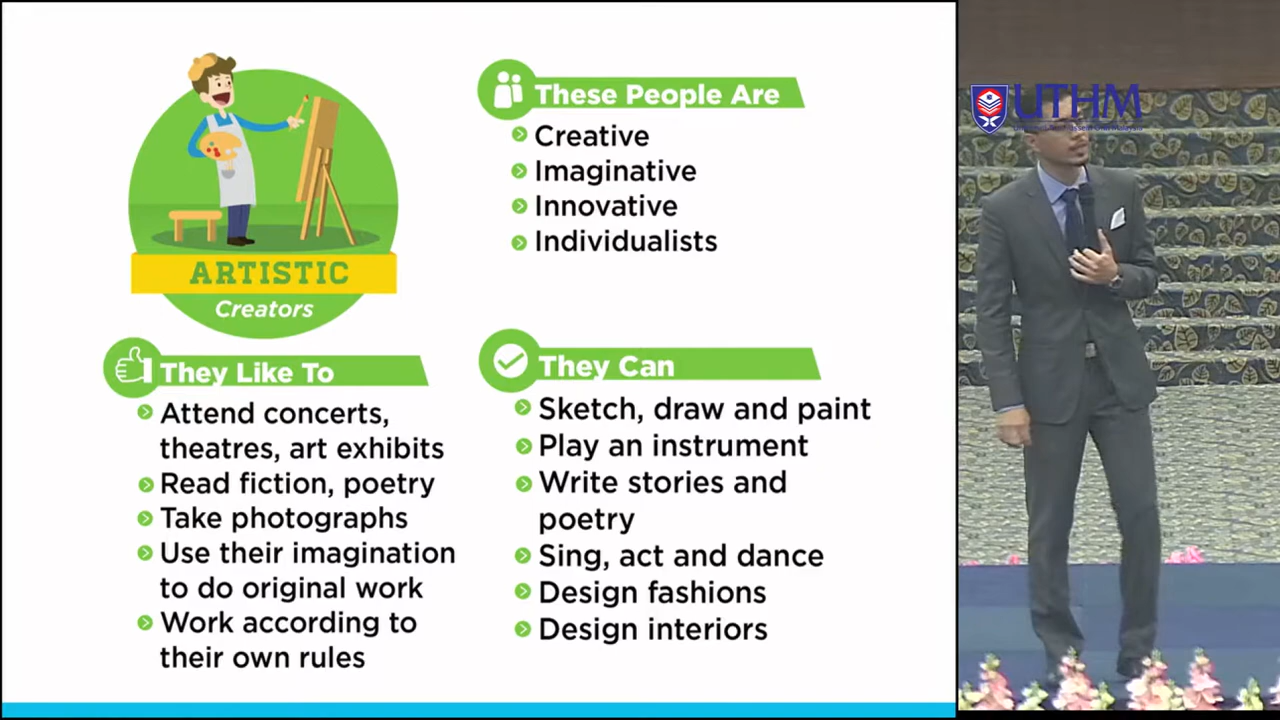 ARTISTIC
Creators
These People Are
Creative
Imaginative
Innovative
Individualists
They Like To
Attend concerts,
theatres, art exhibits
Read fiction, poetry
Take photographs
Use their imagination
to do original work
Work according to
their own rules
They Can
Sketch, draw and paint
Play an instrument
Write stories and
poetry
Sing, act and dance
Design fashions
Design interiors
UTHM